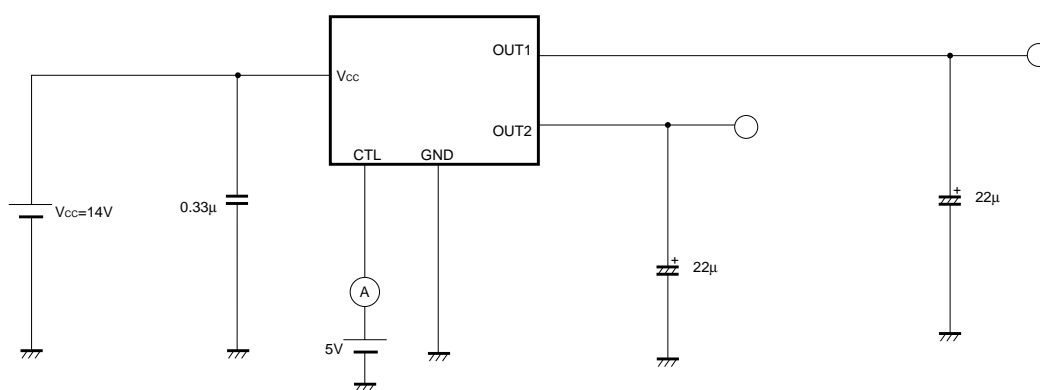 OUT1
Vcc
OUT2
CTL
GND
+
22μ
0.33μ
Vcc=14V
+
22μ
A
5V